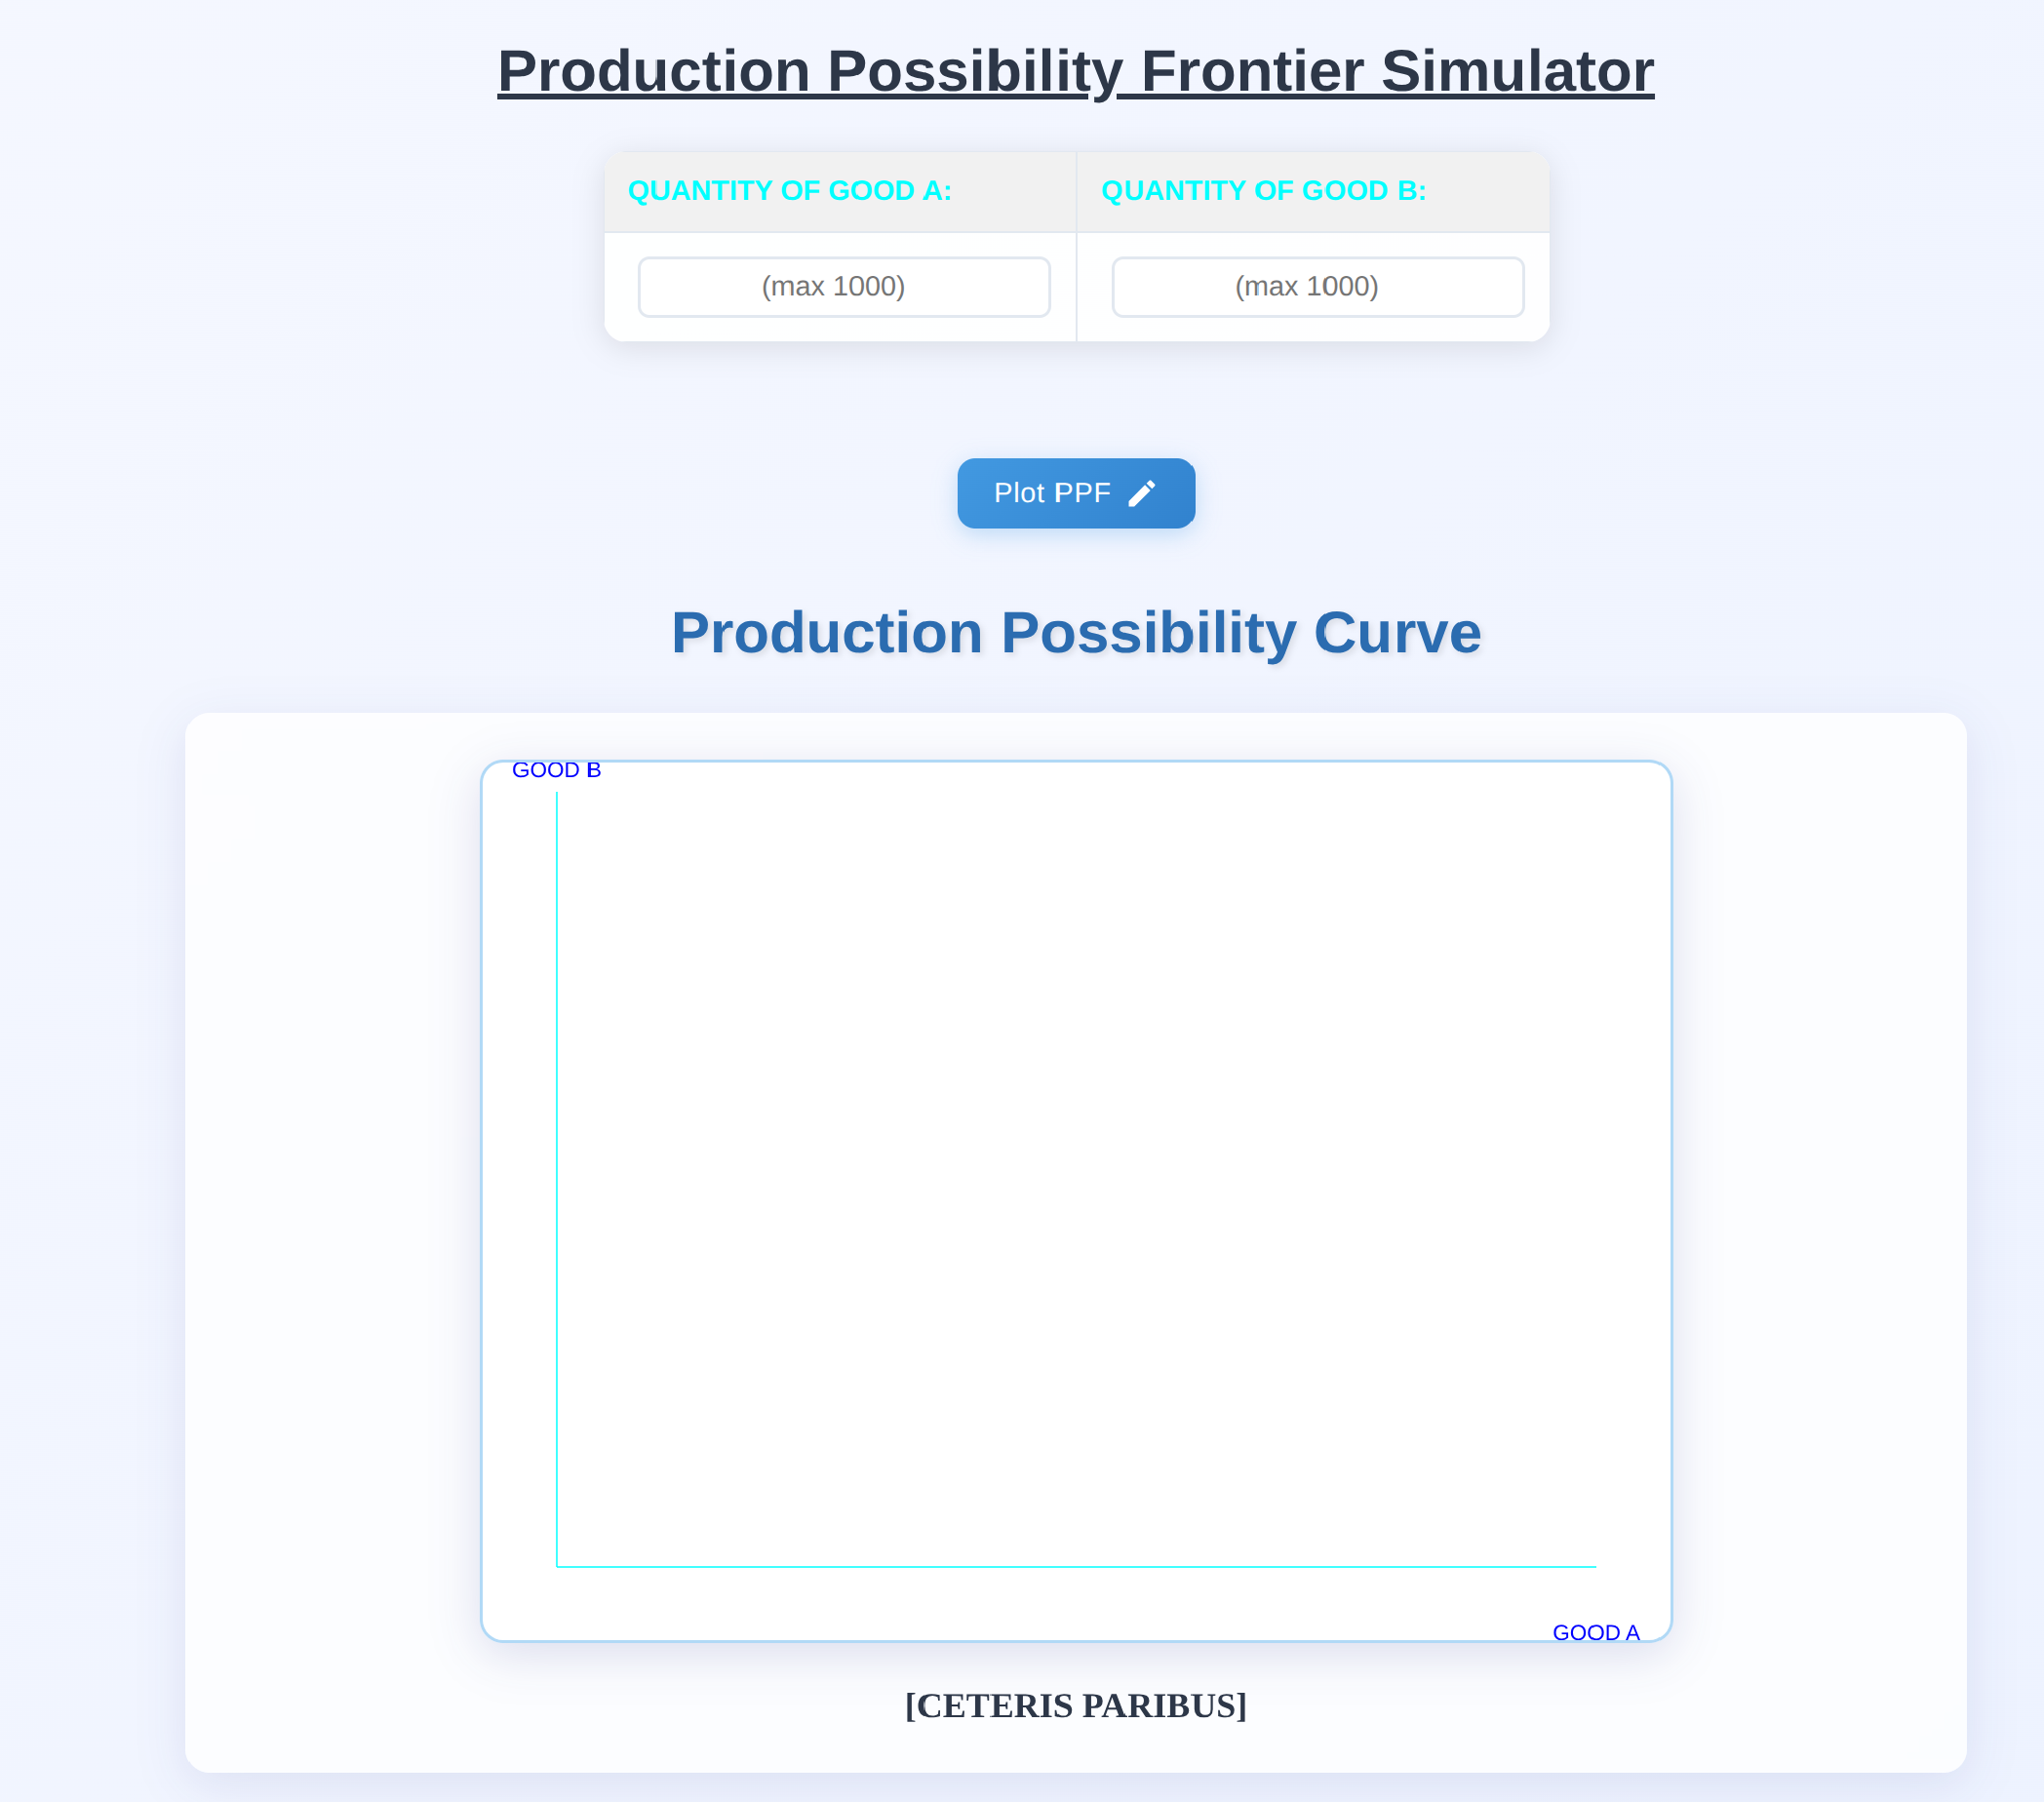 Production Possibility Frontier Simulator
QUANTITY OF GOOD A: QUANTITY OF GOOD B:
(max 1000) (max 1000)
Plot PPF
Production Possibility Curve
GOOD B
GOOD A
[CETERIS PARIBUS]